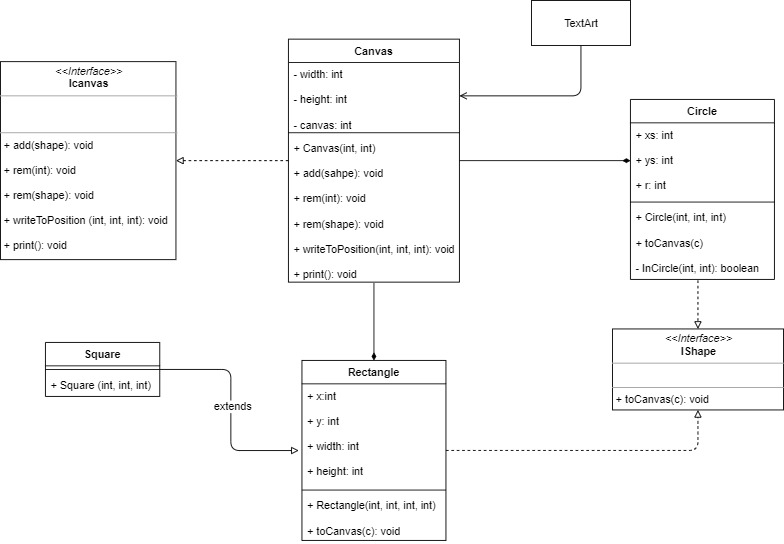 TextArt
Canvas
- width: int
- height: int
- canvas: int
+ Canvas(int, int)
+ add(sahpe): void
+ rem(int): void
+ rem(shape): void
+ writeToPosition(int, int, int): void
+ print(): void
<<Interface>>
Icanvas
+ add(shape): void
+ rem(int): void
+ rem(shape): void
+ writeToPosition (int, int, int): void
+ print(): void
Circle
+ xs: int
+ ys: int
+ r: int
+ Circle(int, int, int)
+ toCanvas(c)
- InCircle(int, int): boolean
<<Interface>>
IShape
+ toCanvas(c): void
Square
+ Square (int, int, int)
extends
Rectangle
+ x:int
+ y: int
+ width: int
+ height: int
+ Rectangle(int, int, int, int)
+ toCanvas(c): void